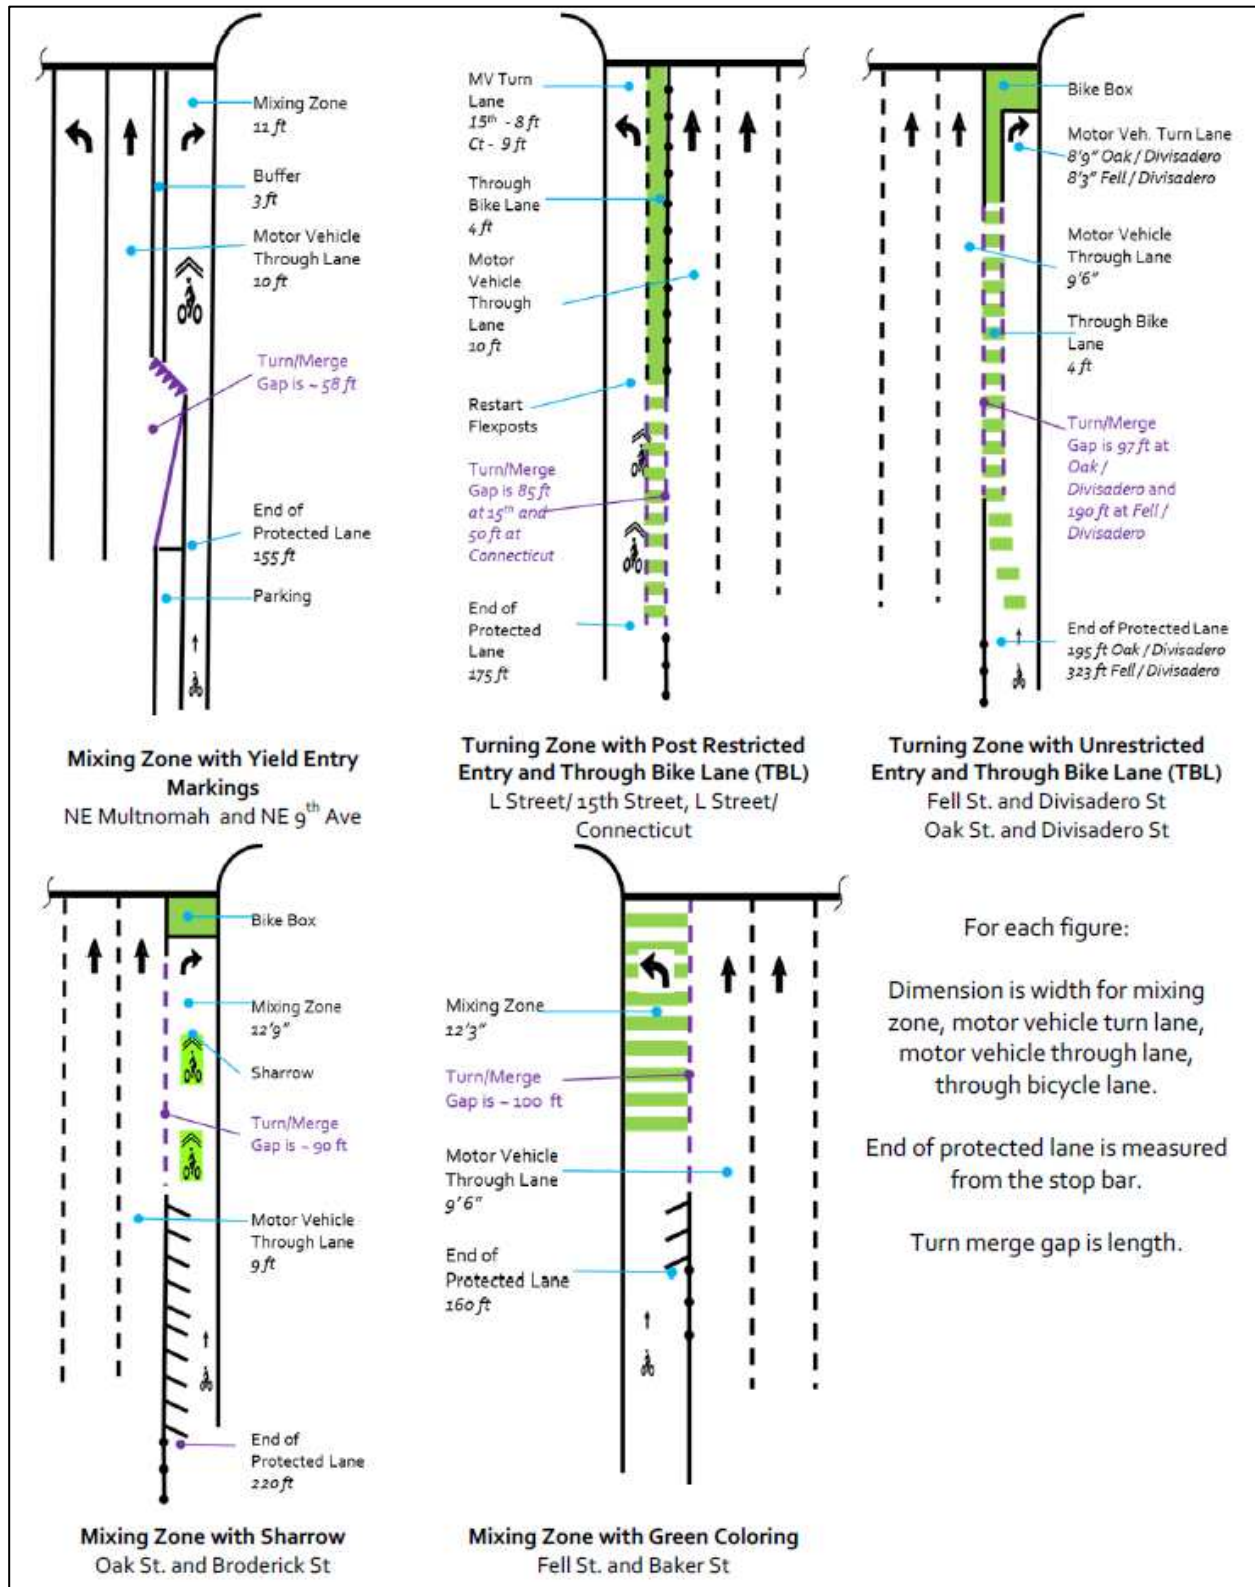 Mixing Zone
11 ft
Buffer
3 ft
Motor Vehicle
Through Lane
10 ft
Turn/Merge
Gap is ~ 58 ft
End of
Protected Lane
155 ft
Parking
Mixing Zone with Yield Entry
Markings
NE Multnomah and NE 9th Ave
MV Turn
Lane
15th - 8 ft
Ct - 9 ft
Through
Bike Lane
4 ft
Motor
Vehicle
Through
Lane
10 ft
Restart
Flexposts
Turn/Merge
Gap is 85 ft
at 15th and
50 ft at
Connecticut
End of
Protected
Lane
175 ft
Turning Zone with Post Restricted
Entry and Through Bike Lane (TBL)
L Street/ 15th Street, L Street/
Connecticut
Bike Box
Motor Veh. Turn Lane
8'9" Oak / Divisadero
8'3" Fell / Divisadero
Motor Vehicle
Through Lane
9'6"
Through Bike
Lane
4 ft
Turn/Merge
Gap is 97 ft at
Oak /
Divisadero and
190 ft at Fell /
Divisadero
End of Protected Lane
195 ft Oak / Divisadero
323 ft Fell / Divisadero
Turning Zone with Unrestricted
Entry and Through Bike Lane (TBL)
Fell St. and Divisadero St
Oak St. and Divisadero St
Bike Box
Mixing Zone
12'9"
Sharrow
Turn/Merge
Gap is ~ 90 ft
Motor Vehicle
Through Lane
9 ft
End of
Protected Lane
220 ft
Mixing Zone with Sharrow
Oak St. and Broderick St
Mixing Zone
12'3"
Turn/Merge
Gap is ~ 100 ft
Motor Vehicle
Through Lane
9'6"
End of
Protected Lane
160 ft
Mixing Zone with Green Coloring
Fell St. and Baker St
For each figure:
Dimension is width for mixing
zone, motor vehicle turn lane,
motor vehicle through lane,
through bicycle lane.
End of protected lane is measured
from the stop bar.
Turn merge gap is length.